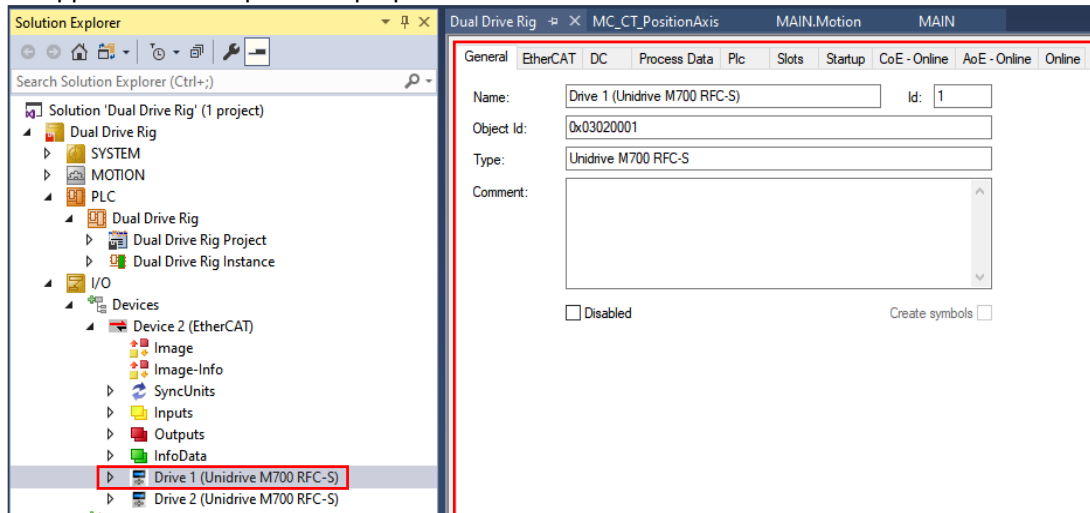 Solution Explorer
Search Solution Explorer (Ctrl+;)
Solution 'Dual Drive Rig' (1 project)
Dual Drive Rig
SYSTEM
MOTION
PLC
Dual Drive Rig
Dual Drive Rig Project
Dual Drive Rig Instance
I/O
Devices
Device 2 (EtherCAT)
Image
Image-Info
SyncUnits
Inputs
Outputs
InfoData
Drive 1 (Unidrive M700 RFC-S)
Drive 2 (Unidrive M700 RFC-S)
Dual Drive Rig MC_CT_PositionAxis MAIN.Motion MAIN
General EtherCAT DC Process Data Plc Slots Startup CoE - Online AoE - Online Online
Name: Drive 1 (Unidrive M700 RFC-S) Id: 1
Object Id: 0x03020001
Type: Unidrive M700 RFC-S
Comment:
Disabled Create symbols